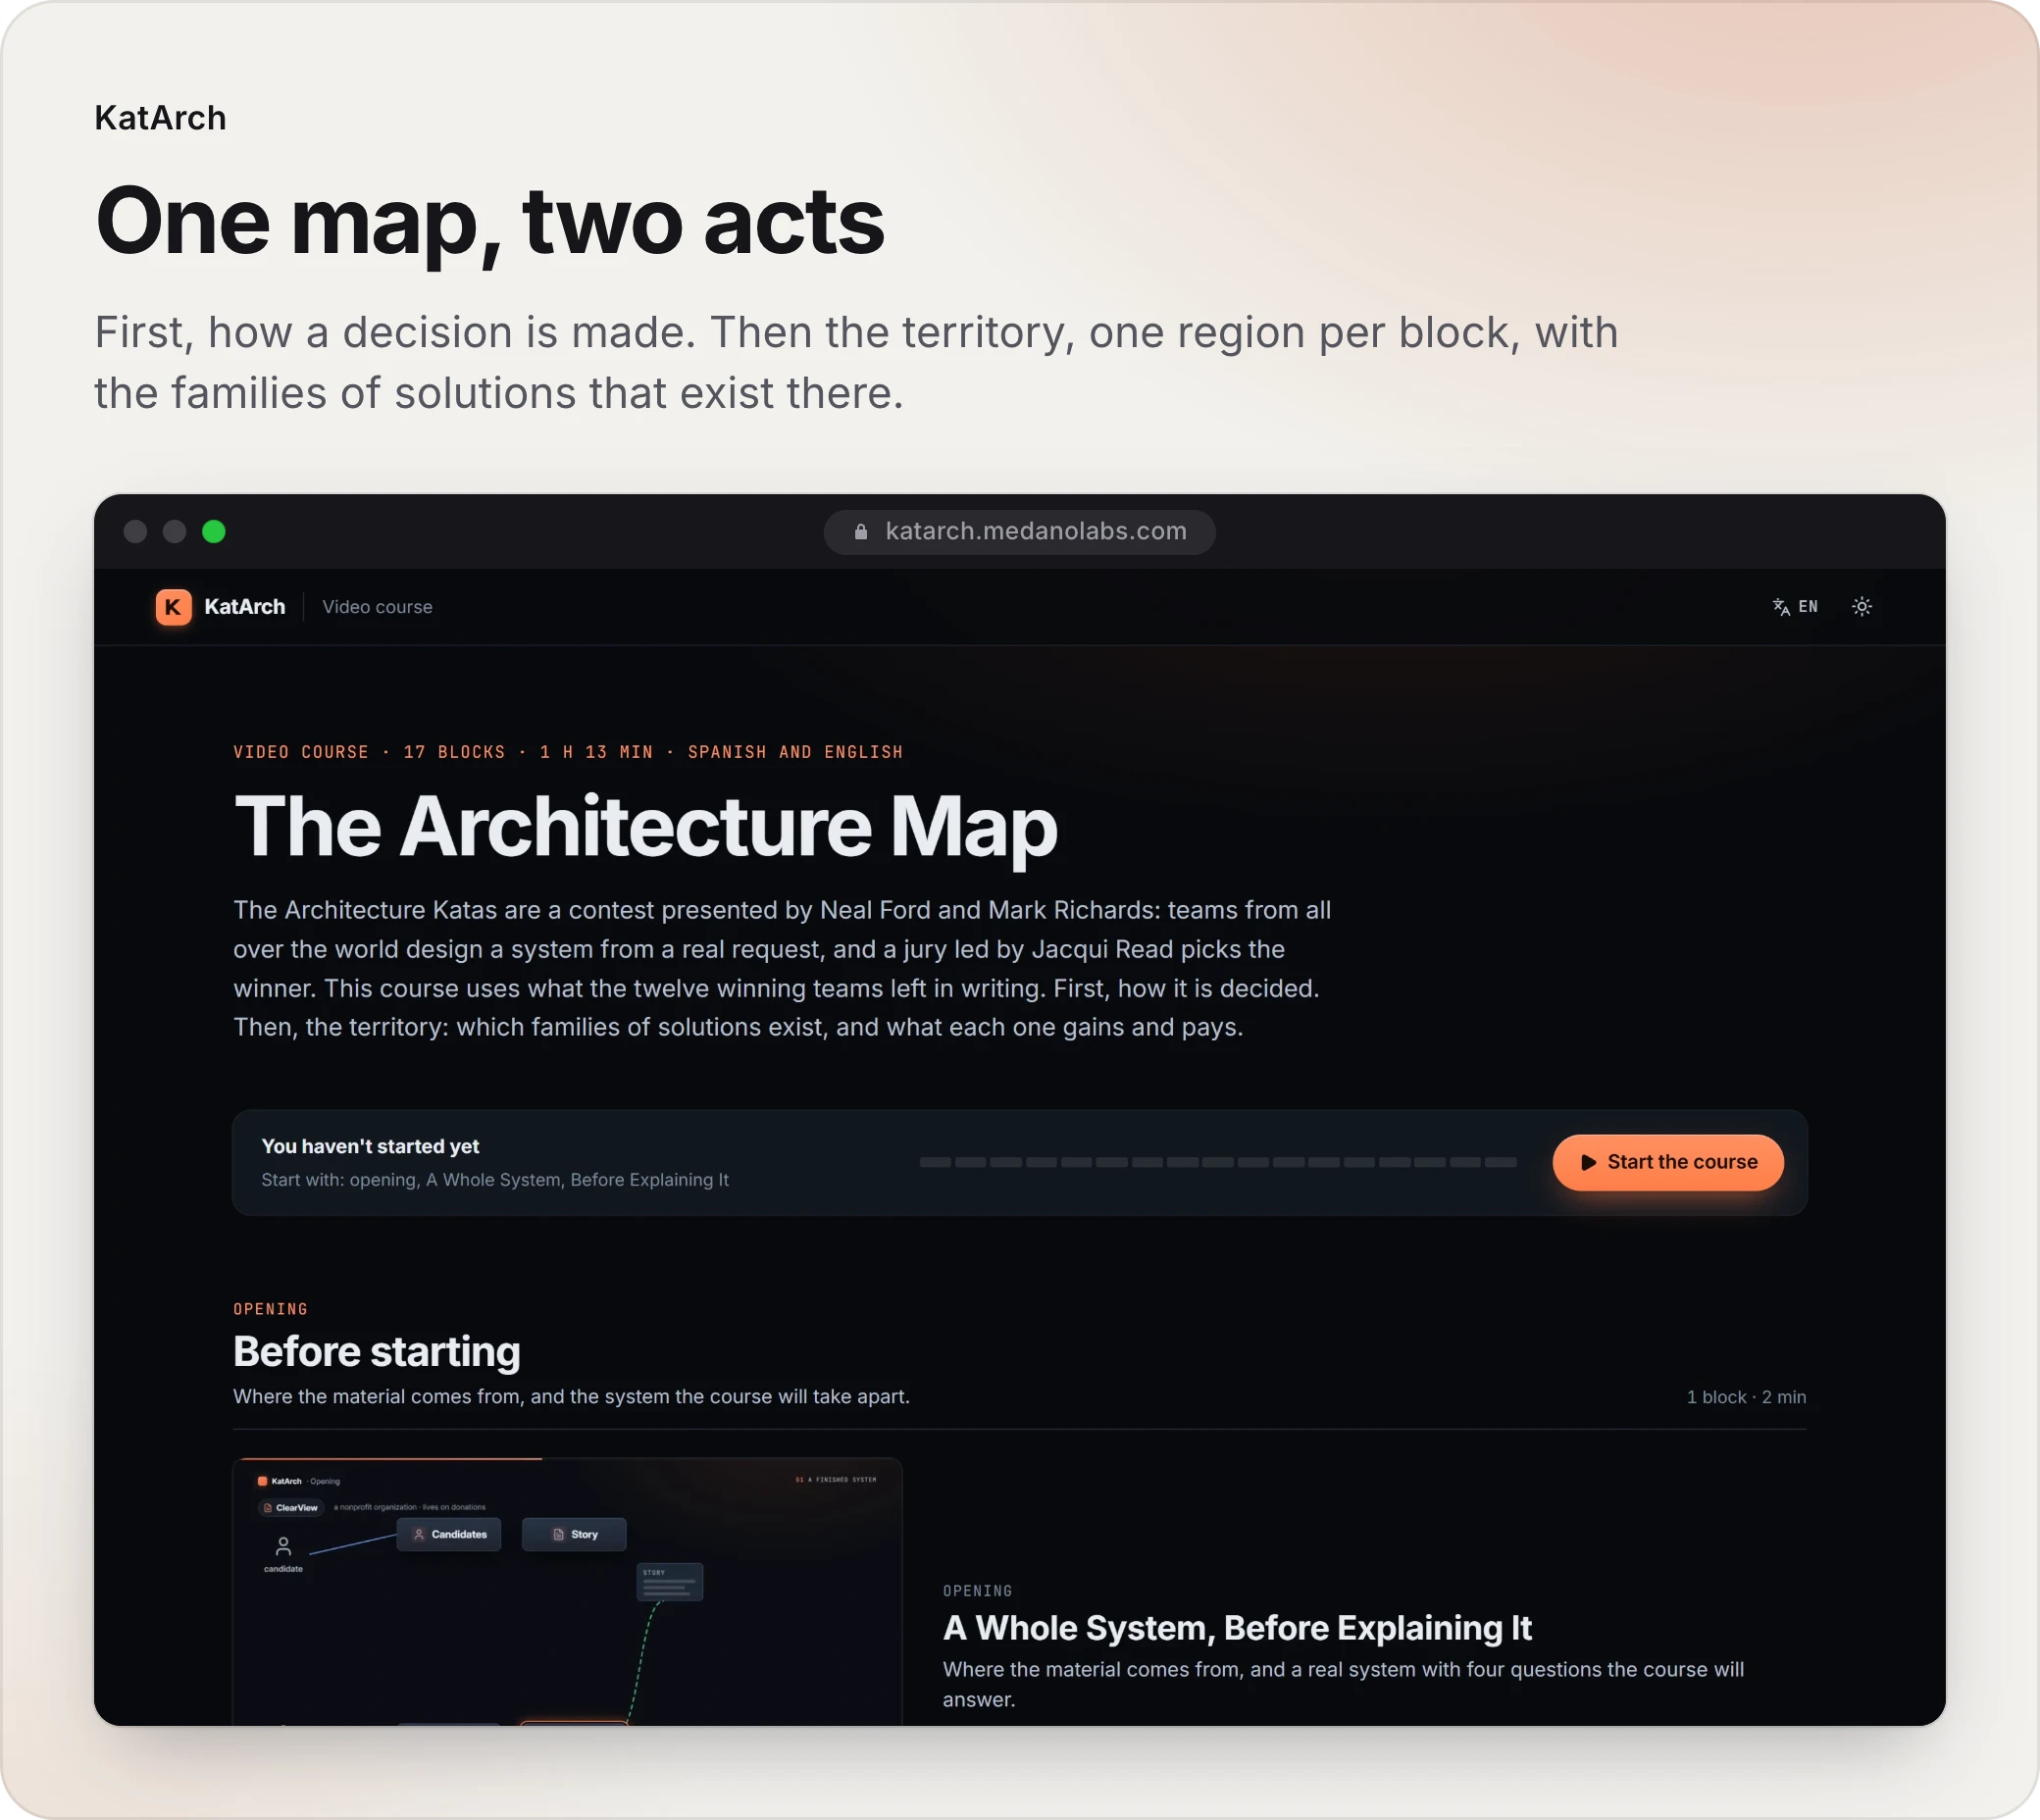 KatArch
One map, two acts
First, how a decision is made. Then the territory, one region per block, with
the families of solutions that exist there.
katarch.medanolabs.com
K KatArch Video course
EN
VIDEO COURSE · 17 BLOCKS · 1 H 13 MIN · SPANISH AND ENGLISH
The Architecture Map
The Architecture Katas are a contest presented by Neal Ford and Mark Richards: teams from all
over the world design a system from a real request, and a jury led by Jacqui Read picks the
winner. This course uses what the twelve winning teams left in writing. First, how it is decided.
Then, the territory: which families of solutions exist, and what each one gains and pays.
You haven't started yet
Start with: opening, A Whole System, Before Explaining It
Start the course
OPENING
Before starting
Where the material comes from, and the system the course will take apart.
1 block · 2 min
KatArch · Opening
01 A FINISHED SYSTEM
ClearView a nonprofit organization · lives on donations
Candidates
Story
candidate
STORY
OPENING
A Whole System, Before Explaining It
Where the material comes from, and a real system with four questions the course will
answer.